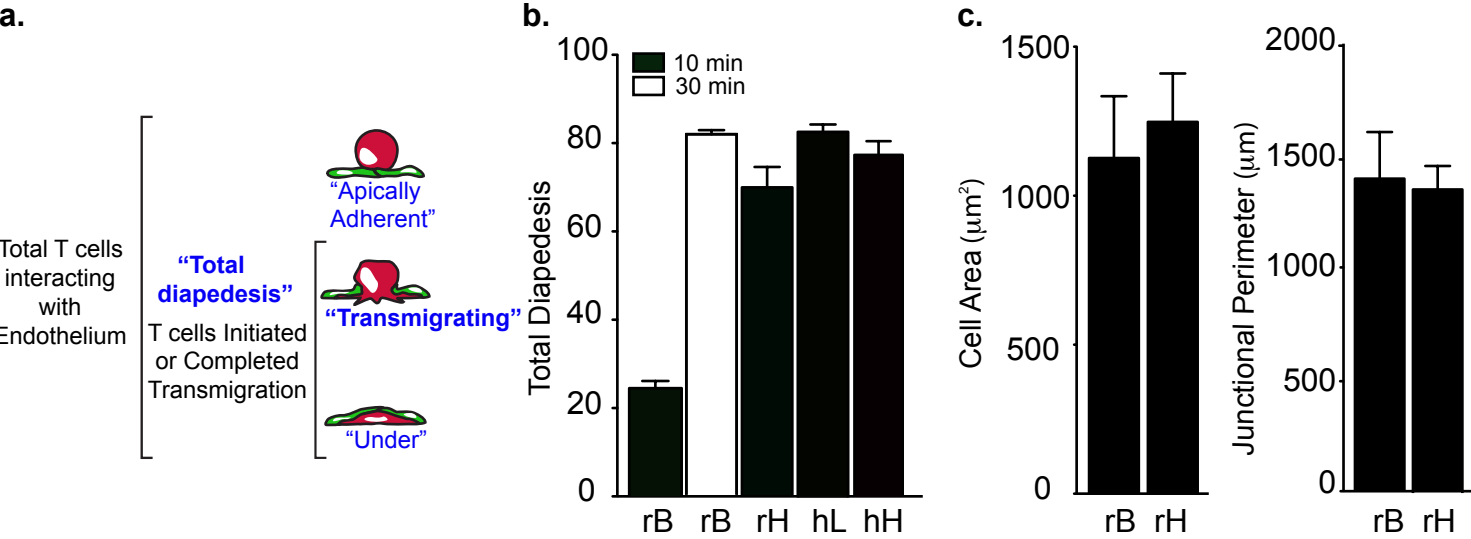 a.
Total T cells
interacting
with
Endothelium
“Total
diapedesis”
T cells Initiated
or Completed
Transmigration
“Apically
Adherent”
“Transmigrating”
“Under”
b.
Total Diapedesis
100
80
60
40
20
0
10 min
30 min
rB rB rH hL hH
c.
Cell Area (µm²)
1500
1000
500
0
rB rH
Junctional Perimeter (µm)
2000
1500
1000
500
0
rB rH